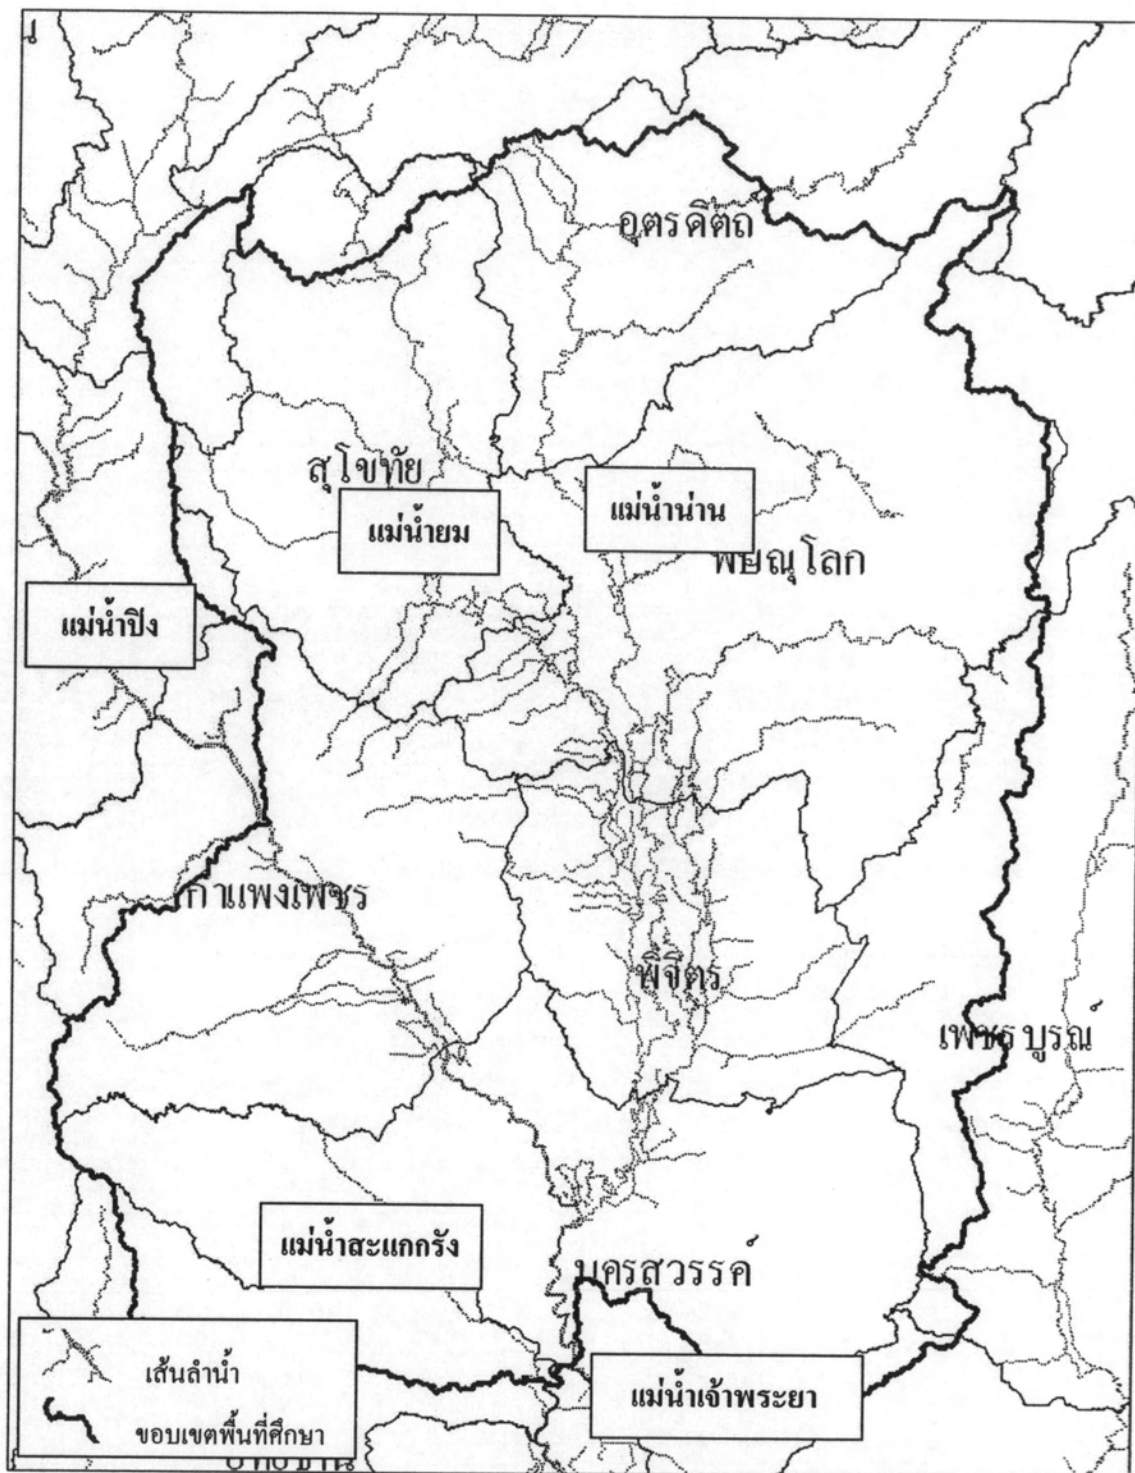 อุตรดิตถ์
สุโขทัย
แม่น้ำยม
แม่น้ำน่าน
พิษณุโลก
แม่น้ำปิง
กำแพงเพชร
พิจิตร
เพชรบูรณ์
แม่น้ำสะแกกรัง
นครสวรรค์
เส้นลำน้ำ
แม่น้ำเจ้าพระยา
ขอบเขตพื้นที่ศึกษา